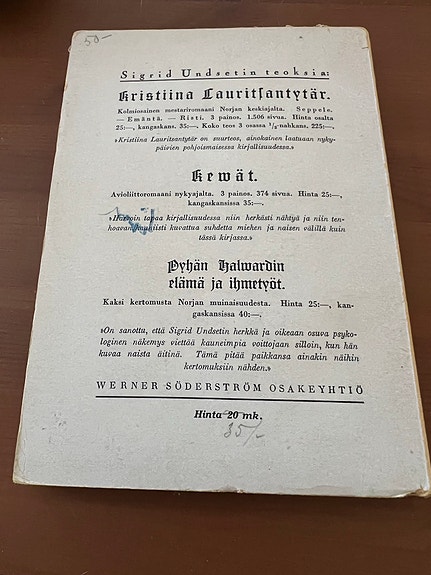 50-
Sigrid Undsetin teoksia:
Kristiina Lauritsantytär.
Kolmiosainen mestariromaani Norjan keskiajalta. Seppele.
— Emäntä. — Risti. 3 painos. 1.506 sivua. Hinta osalta
25:—, kangaskans. 35:—, Koko teos 3 osassa ½-nahkans. 225:—,
»Kristiina Lauritsantytär on suurteos, ainokainen laatuaan nyky-
päivien pohjoismaisessa kirjallisuudessa.»
Kewät.
Avioliittoromaani nykyajalta. 3 painos. 374 sivua. Hinta 25:—,
kangaskansissa 35:—.
»Harvoin tapaa kirjallisuudessa niin herkästi nähtyä ja niin ten-
hoavan kauniisti kuvattua suhdetta miehen ja naisen välillä kuin
tässä kirjassa.»
Pyhän Halwardin
elämä ja ihmetyöt.
Kaksi kertomusta Norjan muinaisuudesta. Hinta 25:—, kan-
gaskansissa 40:—.
»On sanottu, että Sigrid Undsetin herkkä ja oikeaan osuva psyko-
loginen näkemys viettää kauneimpia voittojaan silloin, kun hän
kuvaa naista äitinä. Tämä pitää paikkansa ainakin näihin
kertomuksiin nähden.»
WERNER SÖDERSTRÖM OSAKEYHTIÖ
Hinta 20 mk.
35/-